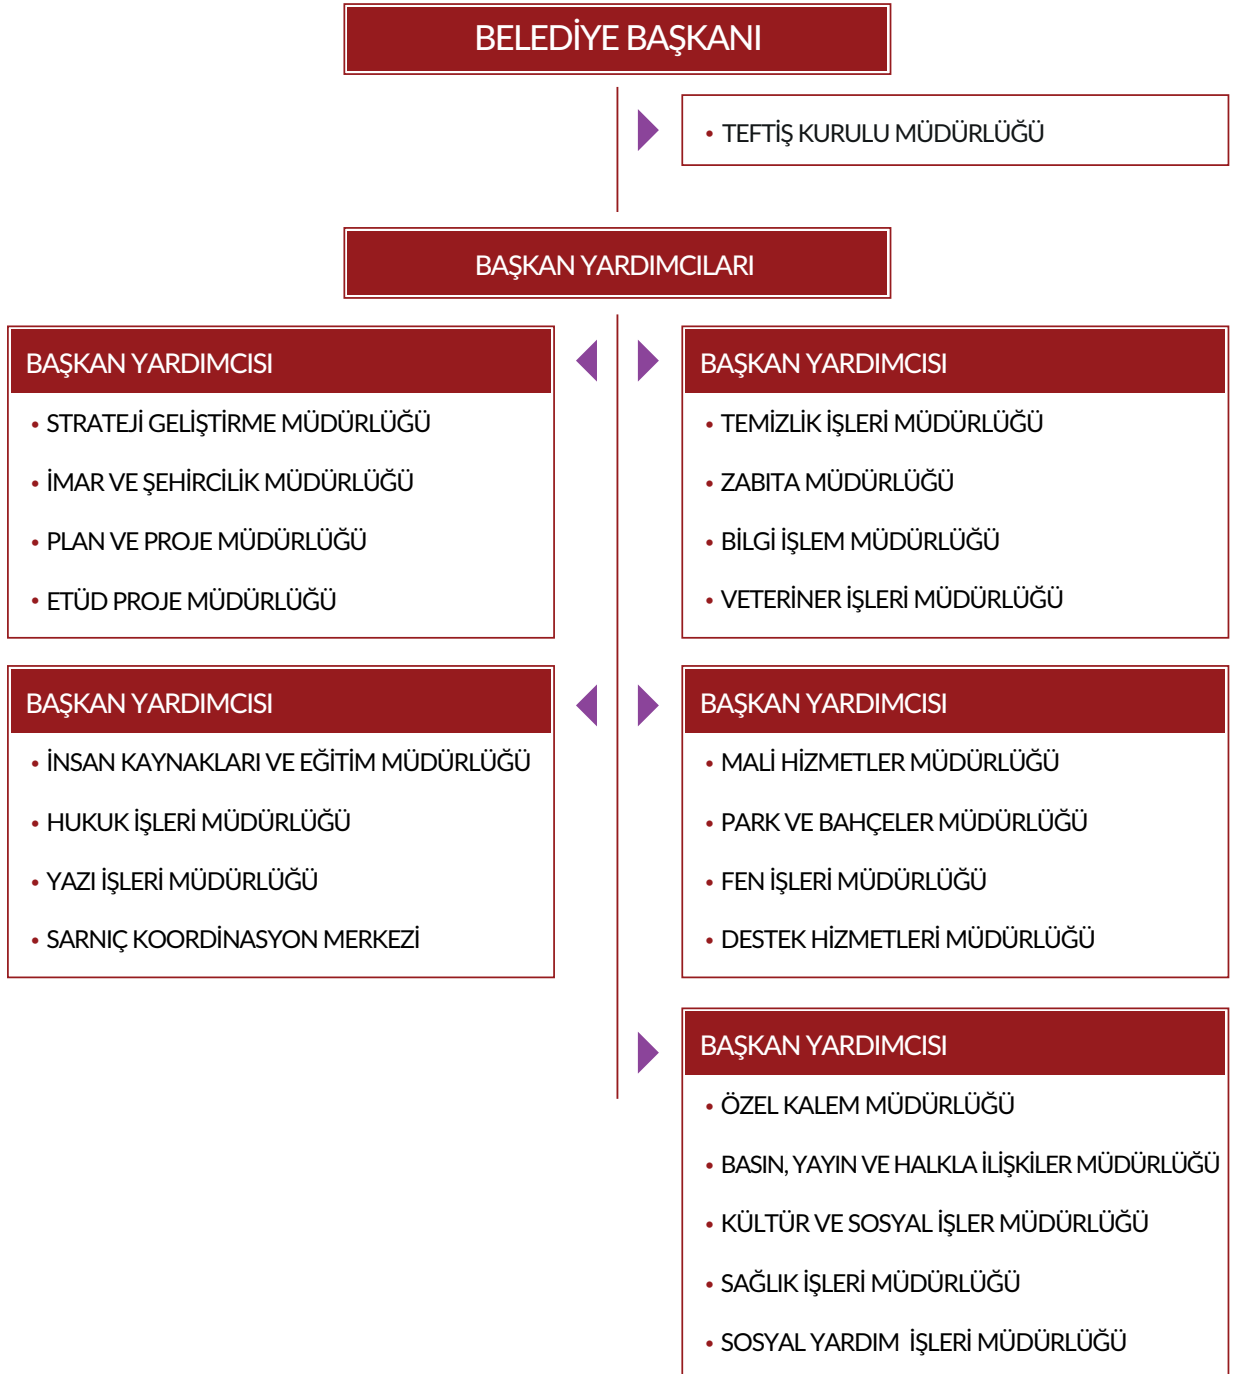 BELEDİYE BAŞKANI
• TEFTİŞ KURULU MÜDÜRLÜĞÜ
BAŞKAN YARDIMCILARI
BAŞKAN YARDIMCISI
• STRATEJİ GELİŞTİRME MÜDÜRLÜĞÜ
• İMAR VE ŞEHİRCİLİK MÜDÜRLÜĞÜ
• PLAN VE PROJE MÜDÜRLÜĞÜ
• ETÜD PROJE MÜDÜRLÜĞÜ
BAŞKAN YARDIMCISI
• TEMİZLİK İŞLERİ MÜDÜRLÜĞÜ
• ZABITA MÜDÜRLÜĞÜ
• BİLGİ İŞLEM MÜDÜRLÜĞÜ
• VETERİNER İŞLERİ MÜDÜRLÜĞÜ
BAŞKAN YARDIMCISI
• İNSAN KAYNAKLARI VE EĞİTİM MÜDÜRLÜĞÜ
• HUKUK İŞLERİ MÜDÜRLÜĞÜ
• YAZI İŞLERİ MÜDÜRLÜĞÜ
• SARNIÇ KOORDİNASYON MERKEZİ
BAŞKAN YARDIMCISI
• MALİ HİZMETLER MÜDÜRLÜĞÜ
• PARK VE BAHÇELER MÜDÜRLÜĞÜ
• FEN İŞLERİ MÜDÜRLÜĞÜ
• DESTEK HİZMETLERİ MÜDÜRLÜĞÜ
BAŞKAN YARDIMCISI
• ÖZEL KALEM MÜDÜRLÜĞÜ
• BASIN, YAYIN VE HALKLA İLİŞKİLER MÜDÜRLÜĞÜ
• KÜLTÜR VE SOSYAL İŞLER MÜDÜRLÜĞÜ
• SAĞLIK İŞLERİ MÜDÜRLÜĞÜ
• SOSYAL YARDIM İŞLERİ MÜDÜRLÜĞÜ